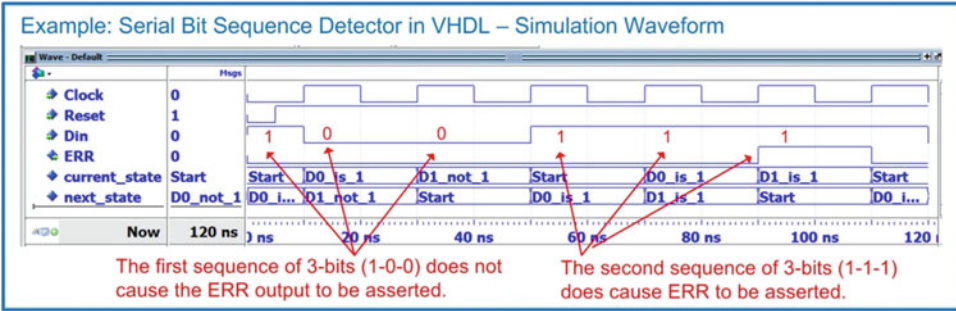 Example: Serial Bit Sequence Detector in VHDL – Simulation Waveform
Wave - Default
Msgs
Clock 0
Reset 1
Din 0 1 0 0 1 1 1
ERR 0
current_state Start Start D0_is_1 D1_not_1 Start D0_is_1 D1_is_1 Start
next_state D0_not_1 D0_i... D1_not_1 Start D0_is_1 D1_is_1 Start D0_i...
Now 120 ns ns 20 ns 40 ns 60 ns 80 ns 100 ns 120
The first sequence of 3-bits (1-0-0) does not
cause the ERR output to be asserted.
The second sequence of 3-bits (1-1-1)
does cause ERR to be asserted.